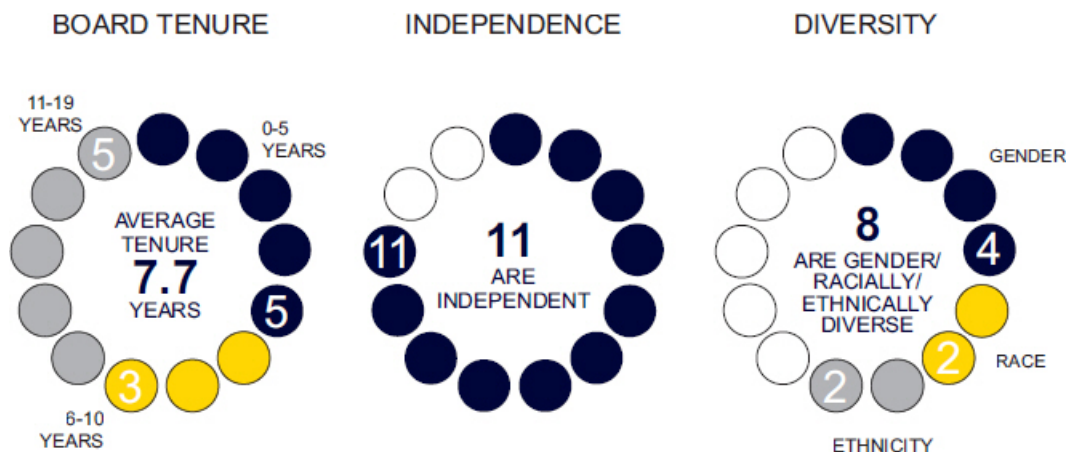 BOARD TENURE
11-19
YEARS
5
0-5
YEARS
AVERAGE
TENURE
7.7
YEARS
5
3
6-10
YEARS
INDEPENDENCE
11
11
ARE
INDEPENDENT
DIVERSITY
GENDER
8
4
ARE GENDER/
RACIALLY/
ETHNICALLY
DIVERSE
2
RACE
2
ETHNICITY